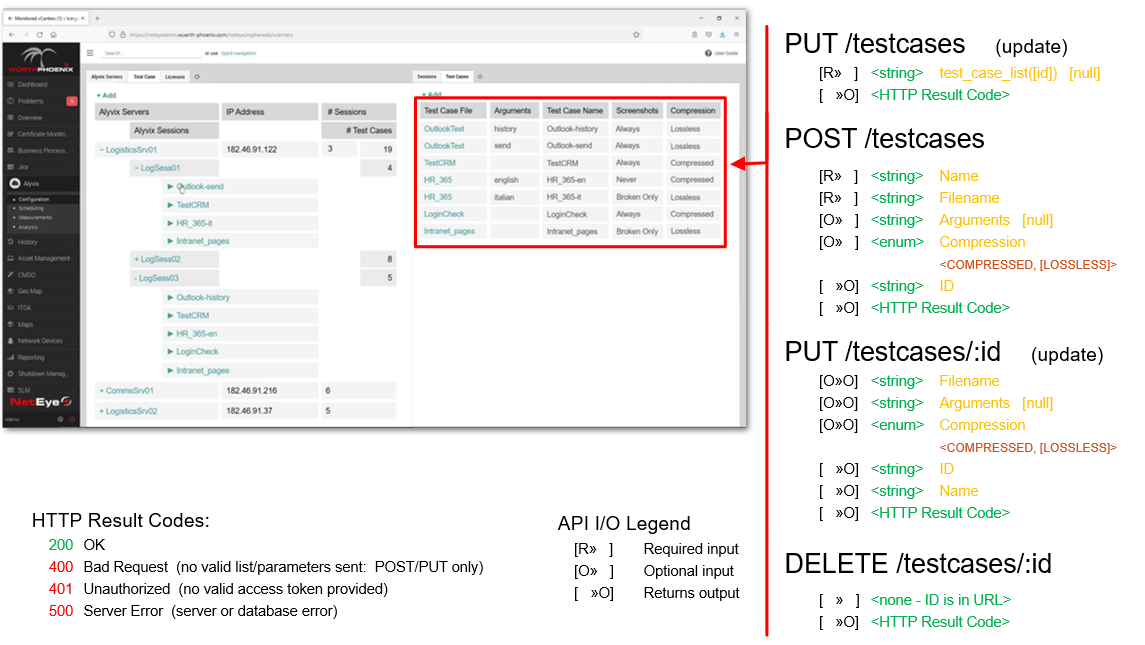 Monitored vCenters (1) :: Icing
https://neteyedemo.wuerth-phoenix.com/neteye/vspheredb/vcenters
WÜRTHPHOENIX
Search...
or use Quick navigation
User Guide
Dashboard
Problems
Overview
Certificate Monito..
Business Process..
Jira
Alyvix
Configuration
Scheduling
Measurements
Analysis
History
Asset Management
CMDO
Geo Map
ITOA
Maps
Network Devices
Reporting
Shutdown Manag..
SLM
NetEye
Alyvix Servers Test Case Licenses
+ Add
Alyvix Servers IP Address # Sessions
Alyvix Sessions # Test Cases
− LogisticsSrv01 182.46.91.122 3 19
− LogSess01 4
► Outlook-send
► TestCRM
► HR_365-it
► Intranet_pages
+ LogSess02 8
- LogSess03 5
► Outlook-history
► TestCRM
► HR_365-en
► LoginCheck
► Intranet_pages
+ CommsSrv01 182.46.91.216 6
+ LogisticsSrv02 182.46.91.37 5
Sessions Test Cases
+ Add
Test Case File Arguments Test Case Name Screenshots Compression
OutlookTest history Outlook-history Always Lossless
OutlookTest send Outlook-send Always Lossless
TestCRM TestCRM Always Compressed
HR_365 english HR_365-en Never Compressed
HR_365 italian HR_365-it Broken Only Lossless
LoginCheck LoginCheck Always Compressed
Intranet_pages Intranet_pages Broken Only Lossless
PUT /testcases (update)
[R» ] <string> test_case_list([id]) [null]
[ »O] <HTTP Result Code>
POST /testcases
[R» ] <string> Name
[R» ] <string> Filename
[O» ] <string> Arguments [null]
[O» ] <enum> Compression
<COMPRESSED, [LOSSLESS]>
[ »O] <string> ID
[ »O] <HTTP Result Code>
PUT /testcases/:id (update)
[O»O] <string> Filename
[O»O] <string> Arguments [null]
[O»O] <enum> Compression
<COMPRESSED, [LOSSLESS]>
[ »O] <string> ID
[ »O] <string> Name
[ »O] <HTTP Result Code>
DELETE /testcases/:id
[ » ] <none - ID is in URL>
[ »O] <HTTP Result Code>
HTTP Result Codes:
200 OK
400 Bad Request (no valid list/parameters sent: POST/PUT only)
401 Unauthorized (no valid access token provided)
500 Server Error (server or database error)
API I/O Legend
[R» ] Required input
[O» ] Optional input
[ »O] Returns output